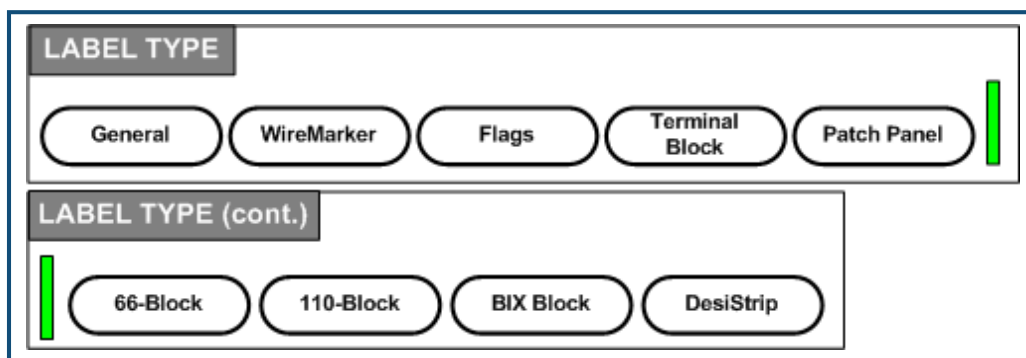 LABEL TYPE
General
WireMarker
Flags
Terminal
Block
Patch Panel
LABEL TYPE (cont.)
66-Block
110-Block
BIX Block
DesiStrip